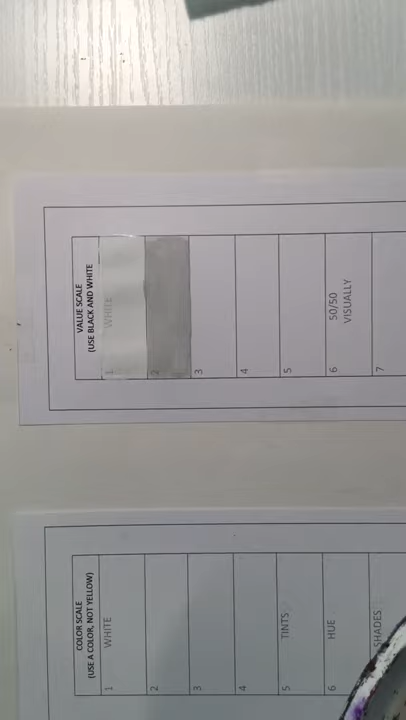 VALUE SCALE
(USE BLACK AND WHITE
1 WHITE
2
3
4
5
6 50/50
VISUALLY
7
COLOR SCALE
(USE A COLOR, NOT YELLOW)
1 WHITE
2
3
4
5 TINTS
6 HUE
SHADES